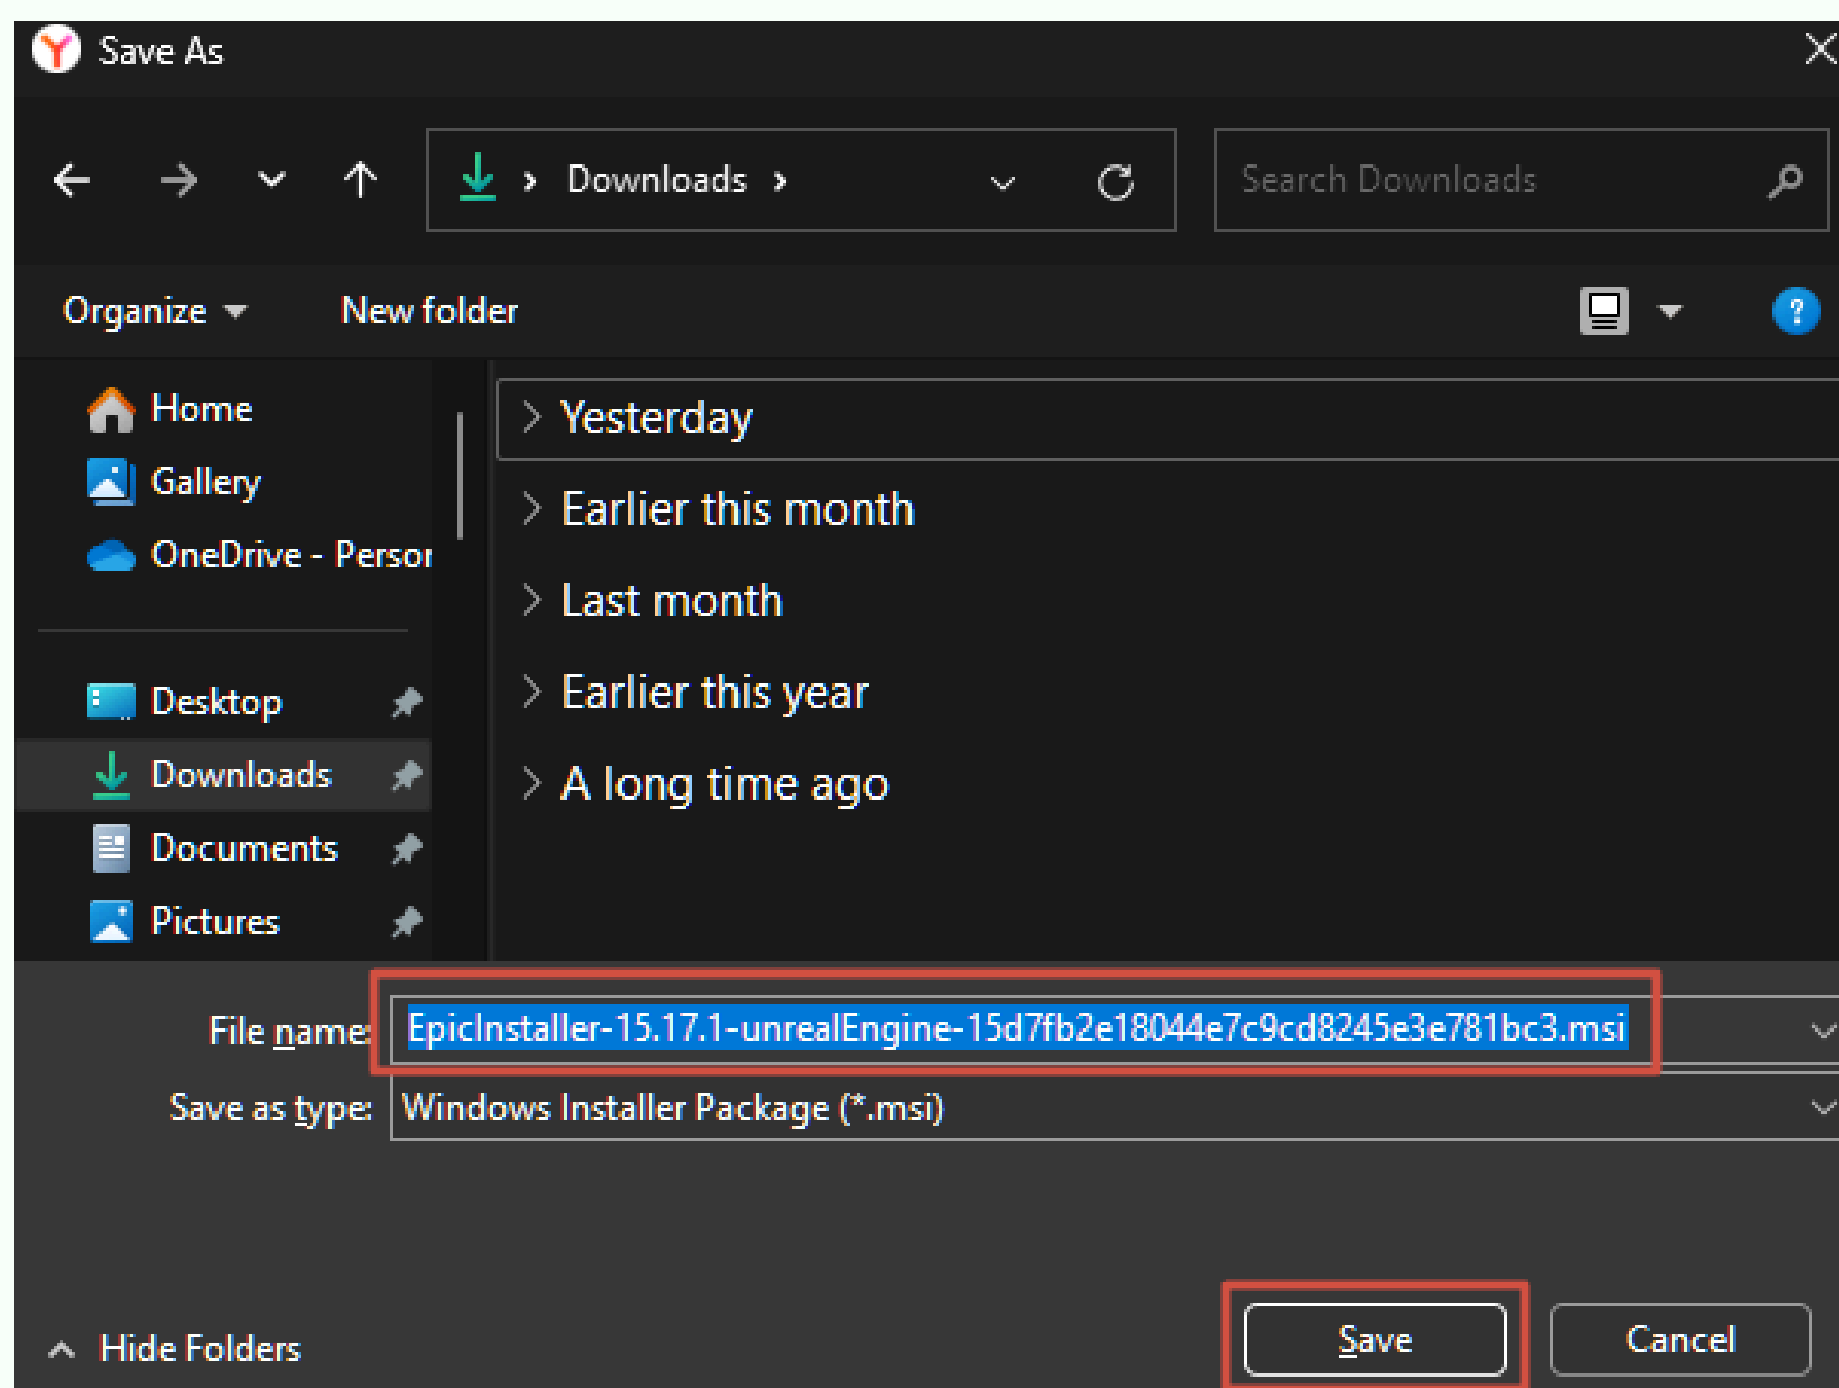 Save As
Downloads
Search Downloads
Organize
New folder
Home
Gallery
OneDrive - Person
Desktop
Downloads
Documents
Pictures
Yesterday
Earlier this month
Last month
Earlier this year
A long time ago
File name: EpicInstaller-15.17.1-unrealEngine-15d7fb2e18044e7c9cd8245e3e781bc3.msi
Save as type: Windows Installer Package (*.msi)
Hide Folders
Save
Cancel